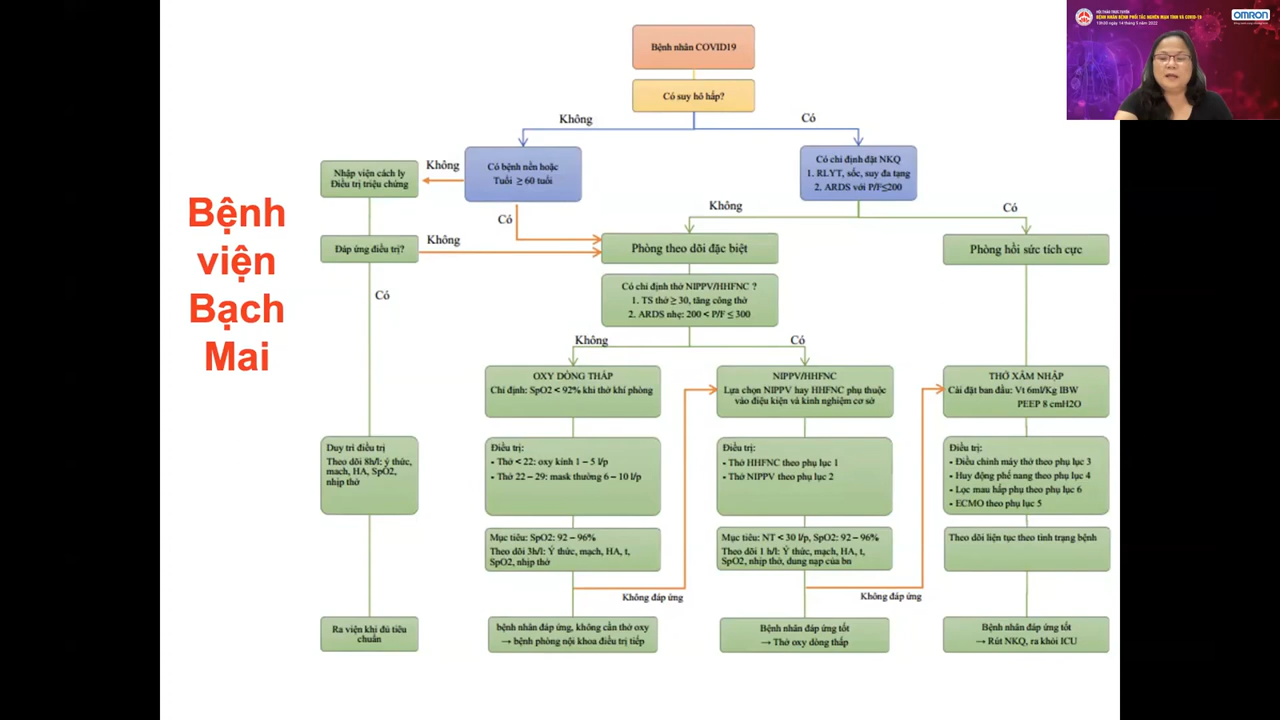 HỘI THẢO TRỰC TUYẾN
BỆNH NHÂN BỆNH PHỔI TẮC NGHẼN MẠN TÍNH VÀ COVID-19
OMRON
Bệnh
viện
Bạch
Mai
Bệnh nhân COVID19
Có suy hô hấp?
Không
Có
Có bệnh nền hoặc
Tuổi ≥ 60 tuổi
Có chỉ định đặt NKQ
1. RLYT, sốc, suy đa tạng
2. ARDS với P/F≤200
Không
Nhập viện cách ly
Điều trị triệu chứng
Có
Không
Có
Đáp ứng điều trị?
Không
Phòng theo dõi đặc biệt
Phòng hồi sức tích cực
Có
Có chỉ định thở NIPPV/HHFNC ?
1. TS thở ≥ 30, tăng công thở
2. ARDS nhẹ: 200 < P/F ≤ 300
Không
Có
OXY DÒNG THẤP
Chỉ định: SpO2 < 92% khi thở khí phòng
NIPPV/HHFNC
Lựa chọn NIPPV hay HHFNC phụ thuộc
vào điều kiện và kinh nghiệm cơ sở
THỞ XÂM NHẬP
Cài đặt ban đầu: Vt 6ml/Kg IBW
PEEP 8 cmH2O
Duy trì điều trị
Theo dõi 8h/l: ý thức,
mạch, HA, SpO2,
nhịp thở
Điều trị:
- Thở < 22: oxy kính 1 – 5 l/p
- Thở 22 – 29: mask thường 6 – 10 l/p
Điều trị:
- Thở HHFNC theo phụ lục 1
- Thở NIPPV theo phụ lục 2
Điều trị:
- Điều chỉnh máy thở theo phụ lục 3
- Huy động phế nang theo phụ lục 4
- Lọc máu hấp phụ theo phụ lục 6
- ECMO theo phụ lục 5
Mục tiêu: SpO2: 92 – 96%
Theo dõi 3h/l: Ý thức, mạch, HA, t,
SpO2, nhịp thở
Mục tiêu: NT < 30 l/p, SpO2: 92 – 96%
Theo dõi 1 h/l: Ý thức, mạch, HA, t,
SpO2, nhịp thở, dung nạp của bn
Theo dõi liên tục theo tình trạng bệnh
Không đáp ứng
Không đáp ứng
Ra viện khi đủ tiêu
chuẩn
bệnh nhân đáp ứng, không cần thở oxy
→ bệnh phòng nội khoa điều trị tiếp
Bệnh nhân đáp ứng tốt
→ Thở oxy dòng thấp
Bệnh nhân đáp ứng tốt
→ Rút NKQ, ra khỏi ICU